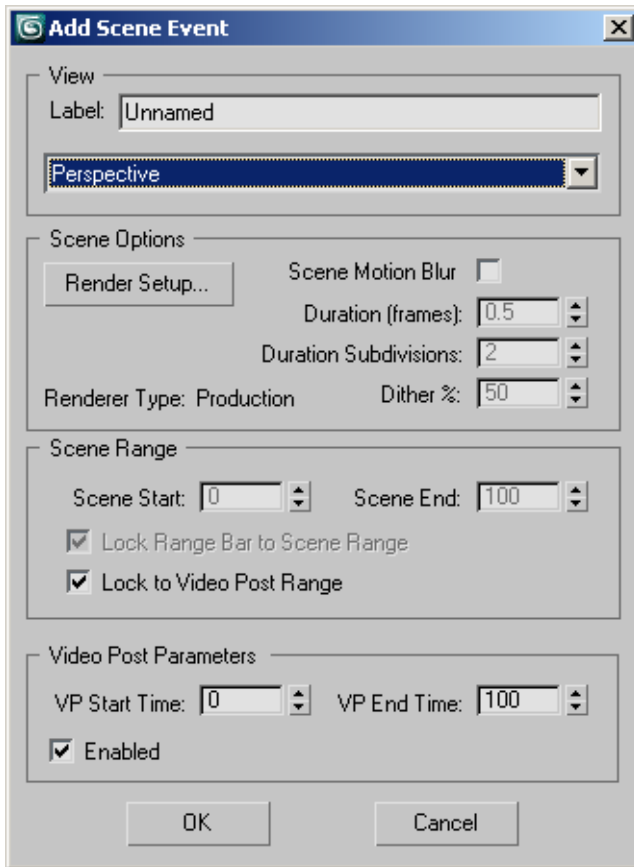 Add Scene Event
View
Label: Unnamed
Perspective
Scene Options
Render Setup...
Scene Motion Blur
Duration (frames): 0.5
Duration Subdivisions: 2
Renderer Type: Production
Dither %: 50
Scene Range
Scene Start: 0
Scene End: 100
Lock Range Bar to Scene Range
Lock to Video Post Range
Video Post Parameters
VP Start Time: 0
VP End Time: 100
Enabled
OK
Cancel